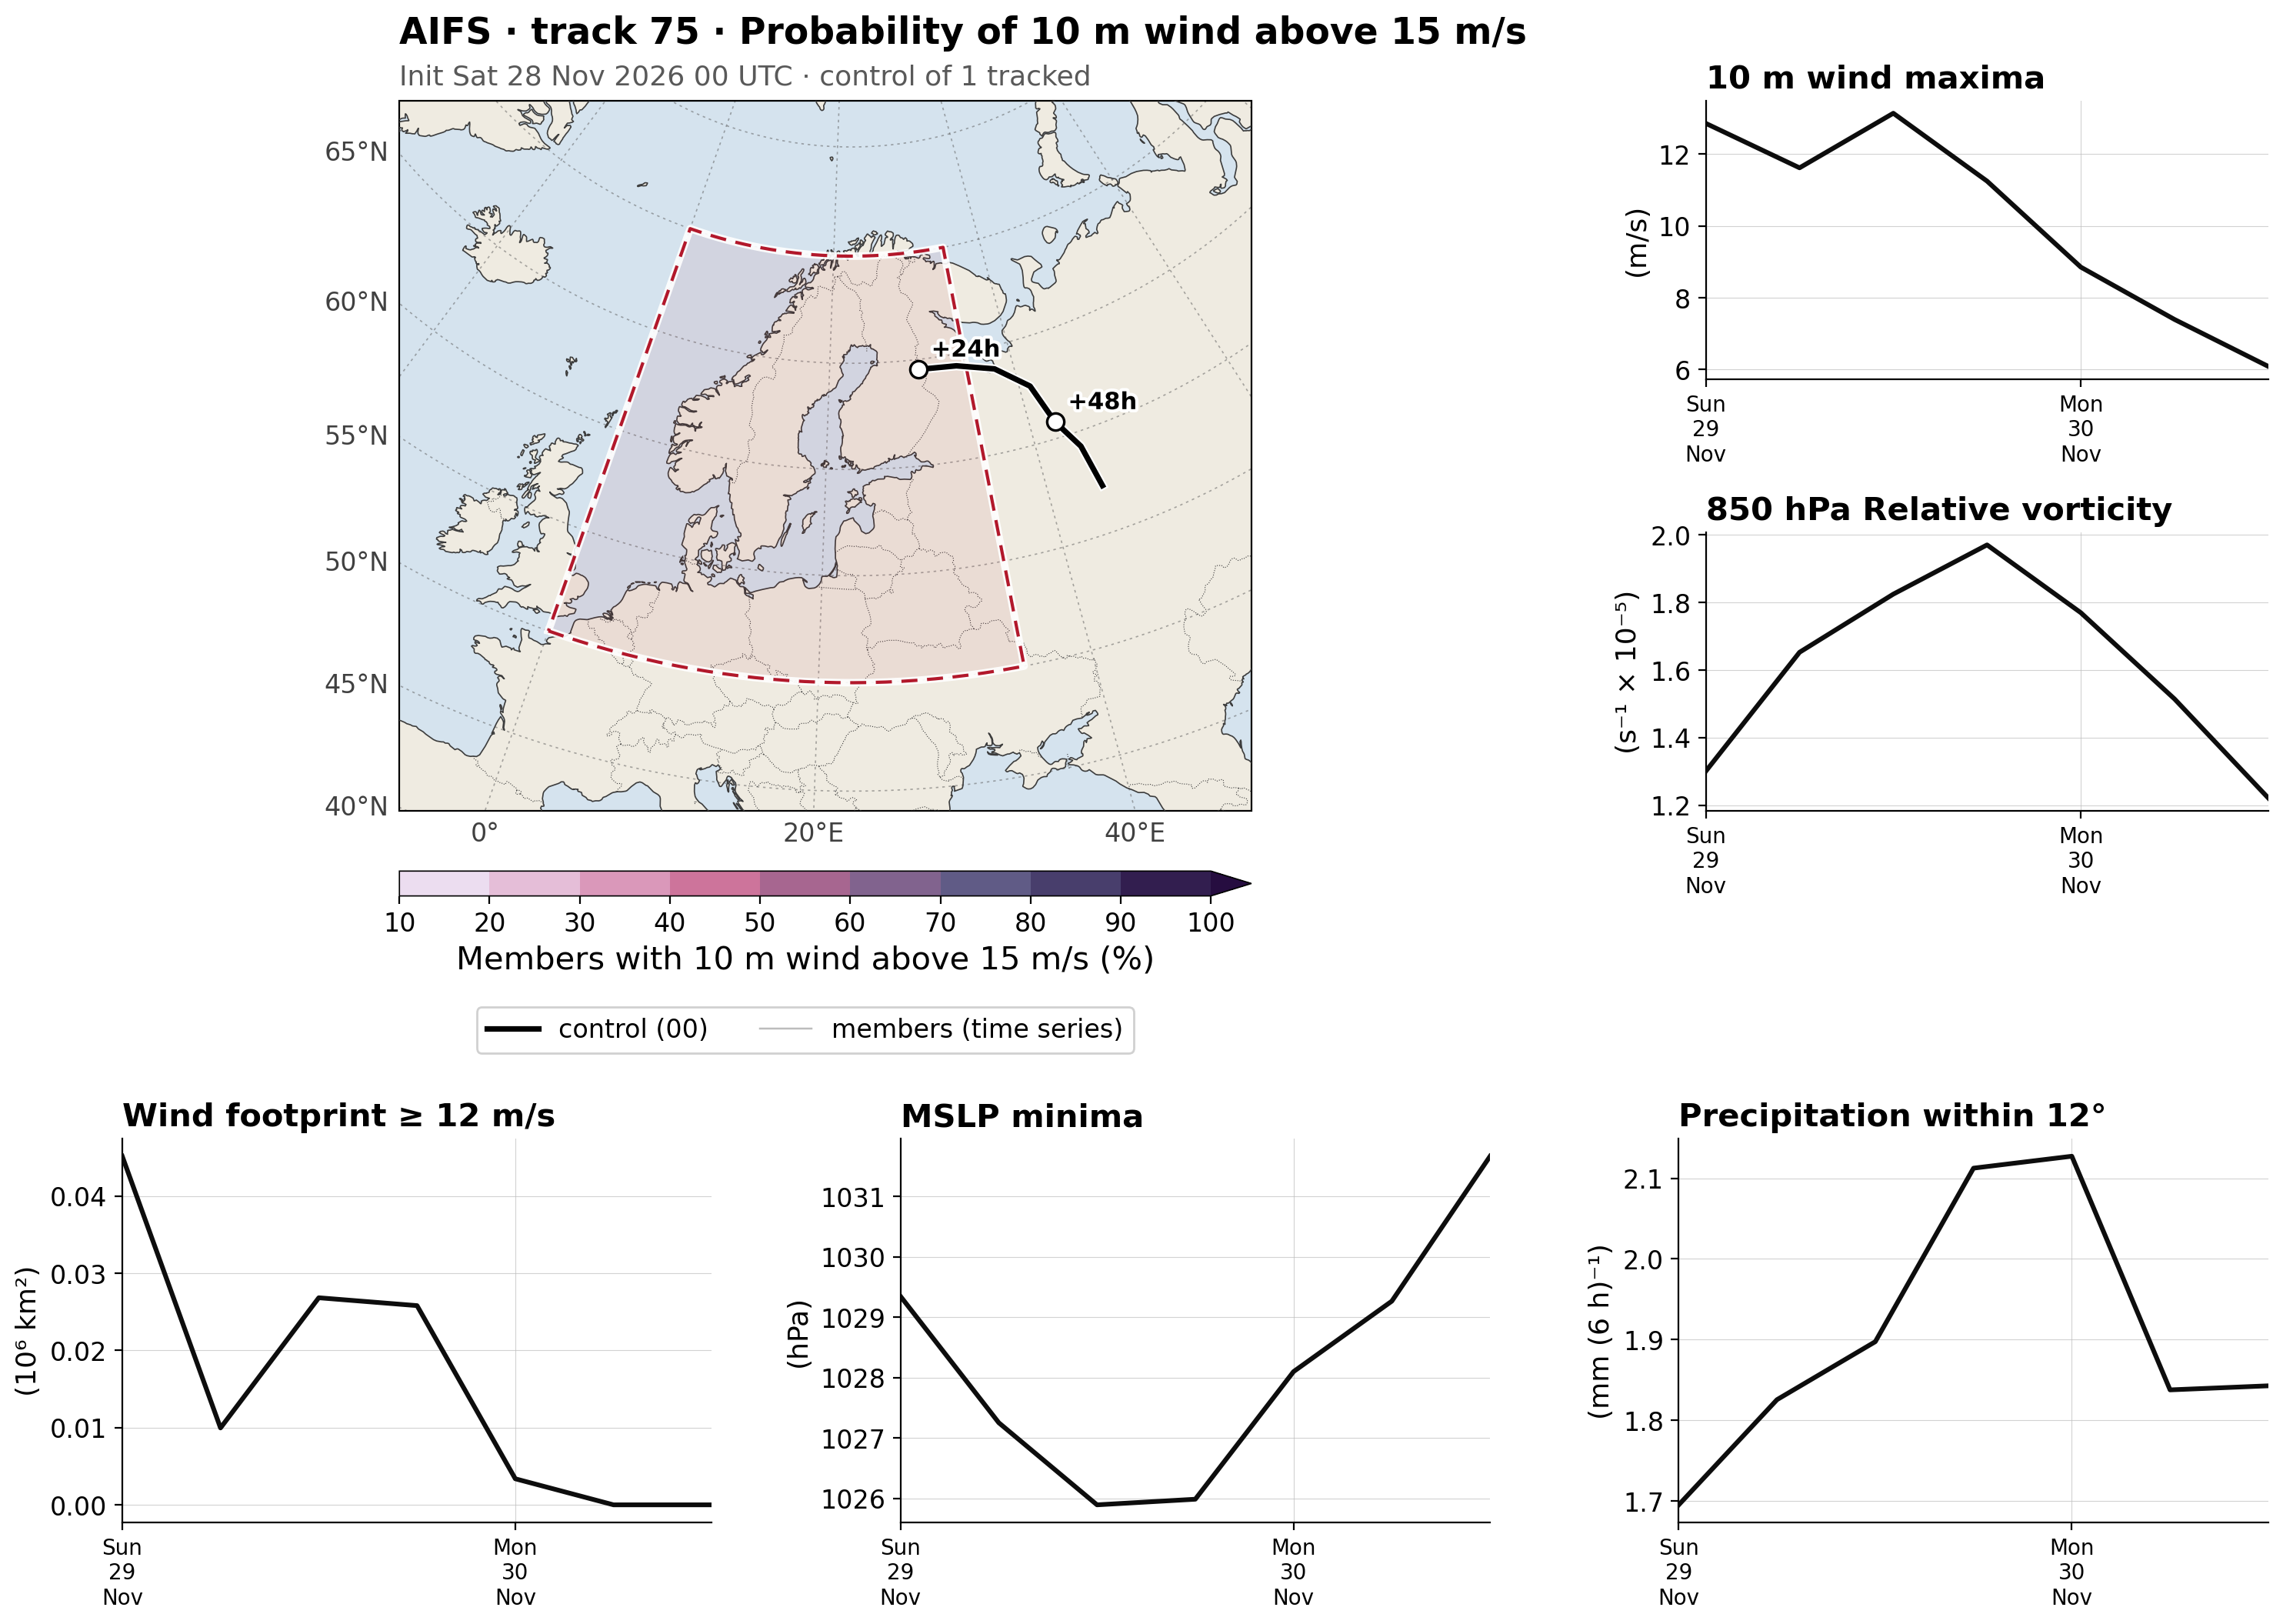 AIFS · track 75 · Probability of 10 m wind above 15 m/s
Init Sat 28 Nov 2026 00 UTC · control of 1 tracked
65°N
60°N
55°N
50°N
45°N
40°N
0°
20°E
40°E
+24h
+48h
10 20 30 40 50 60 70 80 90 100
Members with 10 m wind above 15 m/s (%)
control (00)
members (time series)
10 m wind maxima
(m/s)
12
10
8
6
Sun
29
Nov
Mon
30
Nov
850 hPa Relative vorticity
(s⁻¹ × 10⁻⁵)
2.0
1.8
1.6
1.4
1.2
Sun
29
Nov
Mon
30
Nov
Wind footprint ≥ 12 m/s
(10⁶ km²)
0.04
0.03
0.02
0.01
0.00
Sun
29
Nov
Mon
30
Nov
MSLP minima
(hPa)
1031
1030
1029
1028
1027
1026
Sun
29
Nov
Mon
30
Nov
Precipitation within 12°
(mm (6 h)⁻¹)
2.1
2.0
1.9
1.8
1.7
Sun
29
Nov
Mon
30
Nov